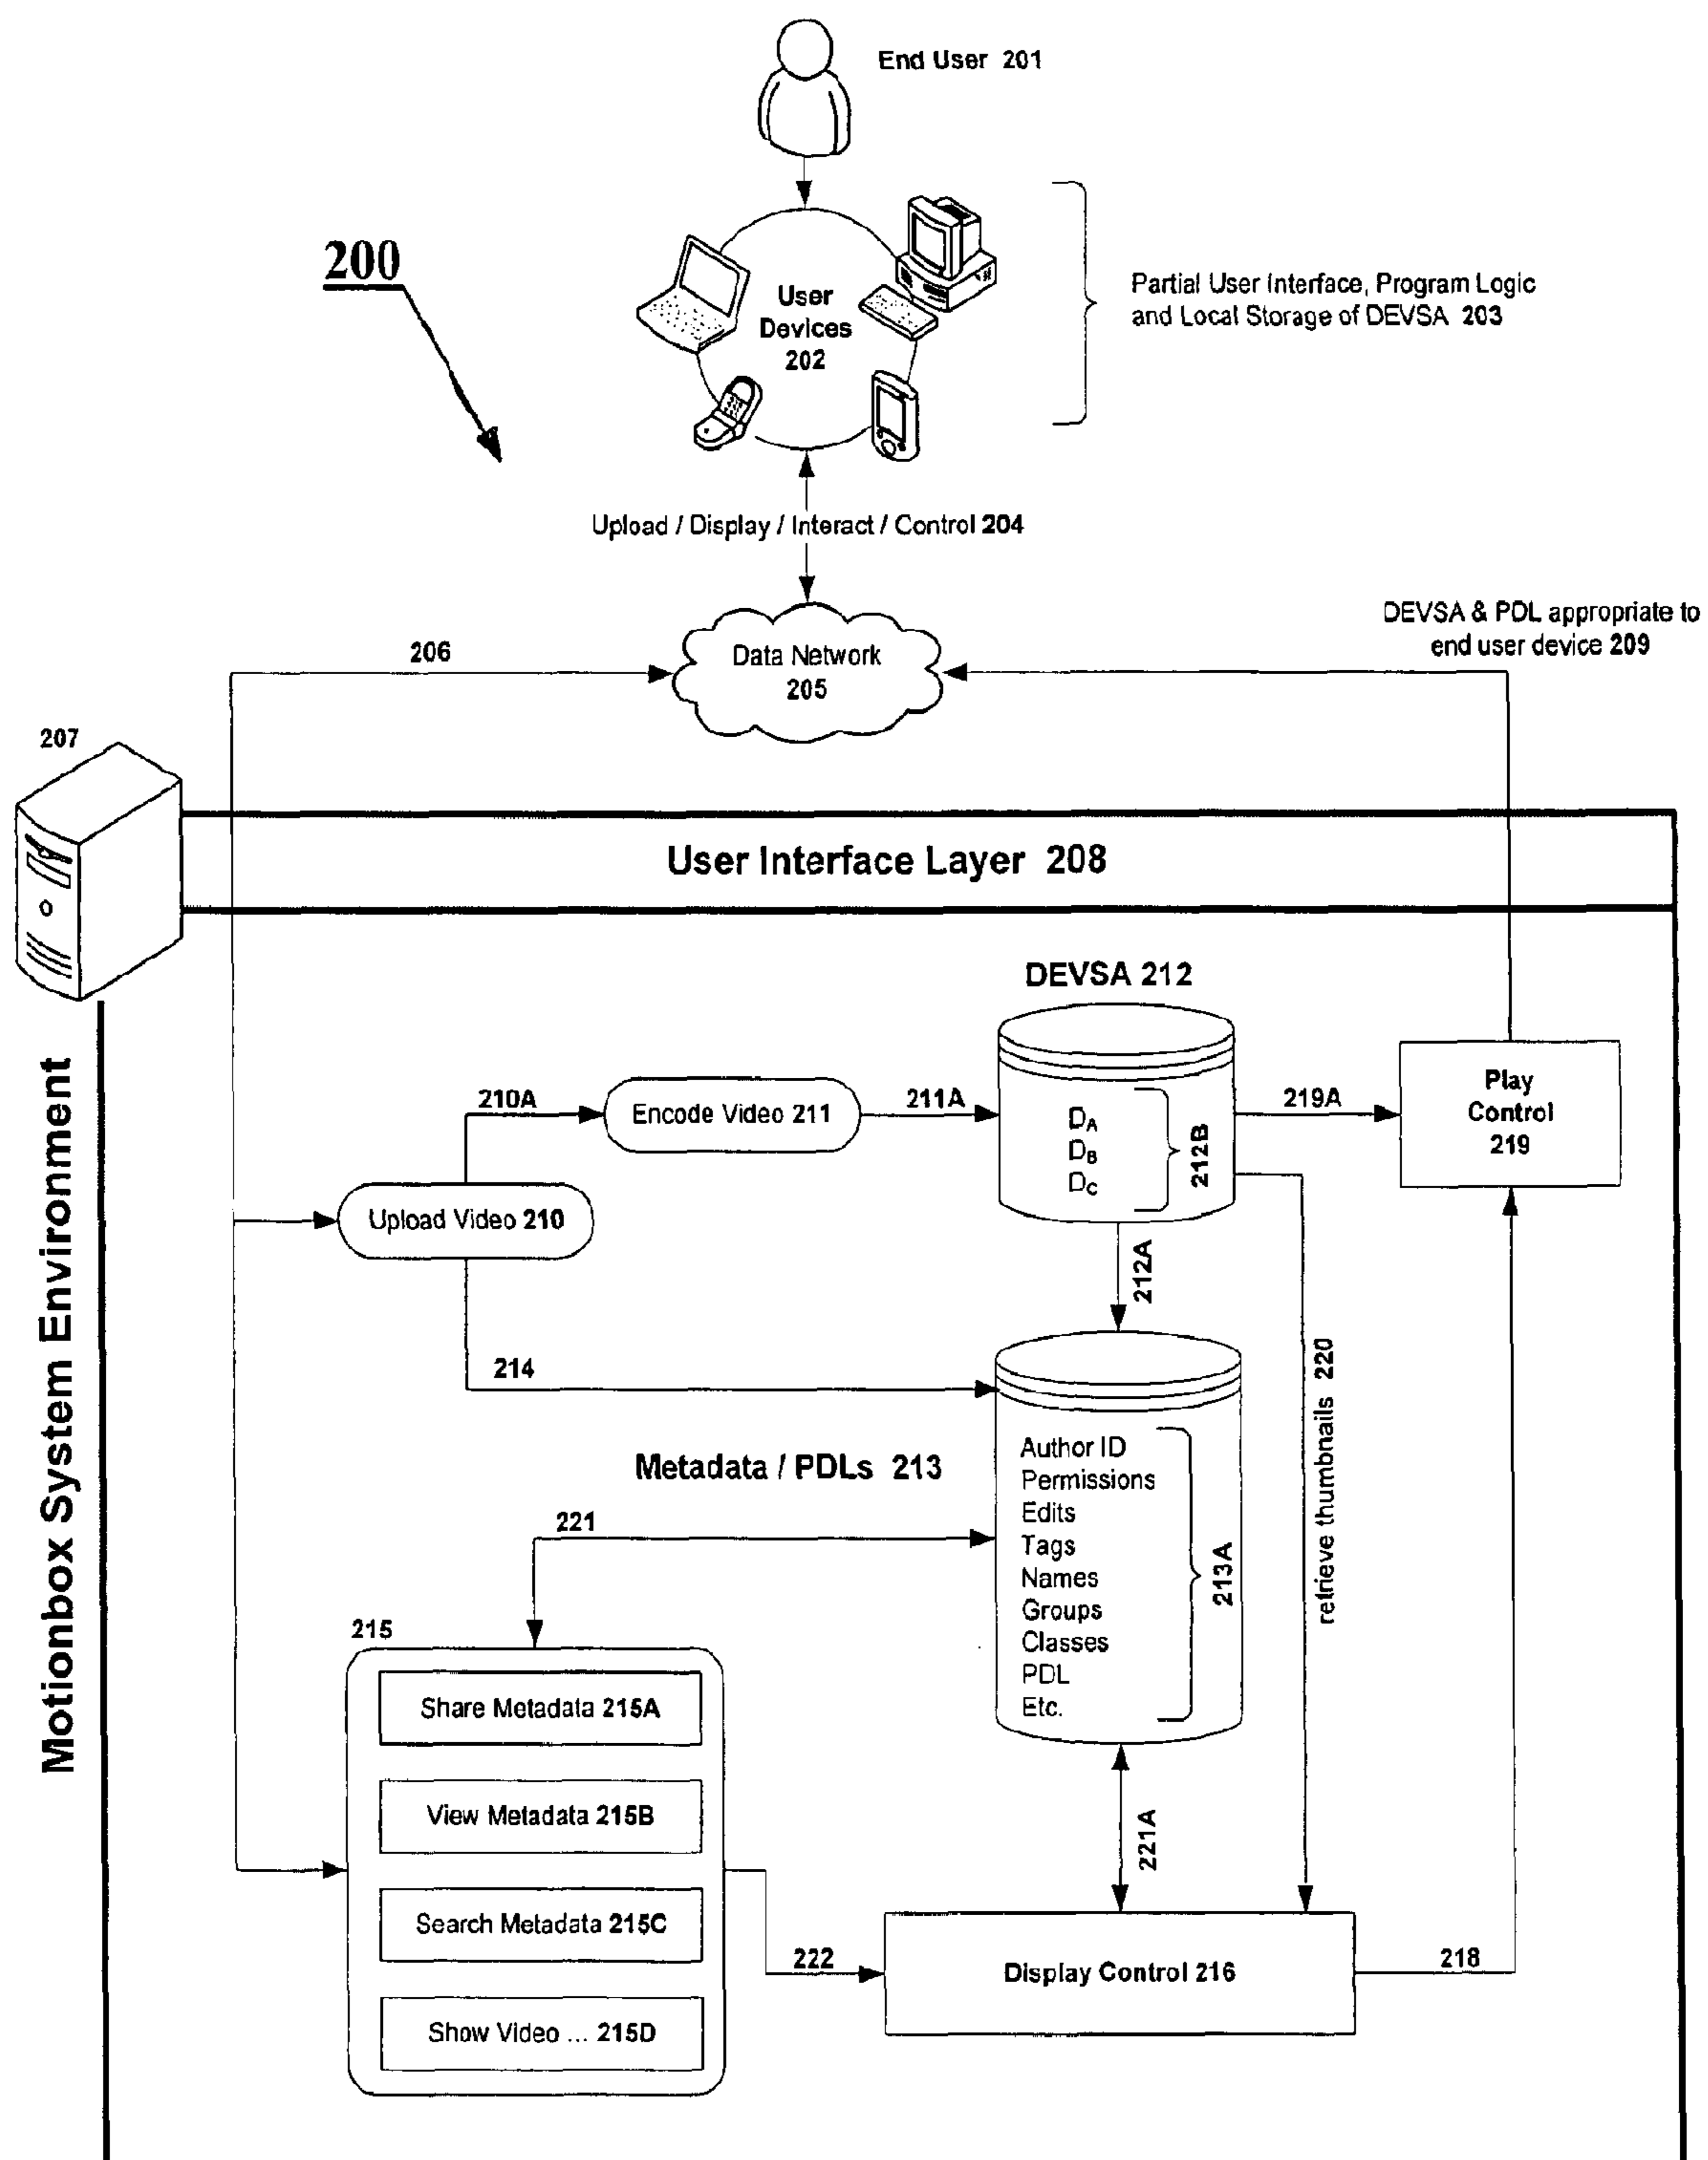 End User 201
200
User
Devices
202
Partial User Interface, Program Logic
and Local Storage of DEVSA 203
Upload / Display / Interact / Control 204
DEVSA & PDL appropriate to
end user device 209
206
Data Network
205
207
User Interface Layer 208
Motionbox System Environment
DEVSA 212
210A
Encode Video 211
211A
DA
DB
DC
212B
219A
Play
Control
219
Upload Video 210
212A
214
retrieve thumbnails 220
Metadata / PDLs 213
Author ID
Permissions
Edits
Tags
Names
Groups
Classes
PDL
Etc.
213A
221
215
Share Metadata 215A
View Metadata 215B
Search Metadata 215C
Show Video ... 215D
221A
222
Display Control 216
218